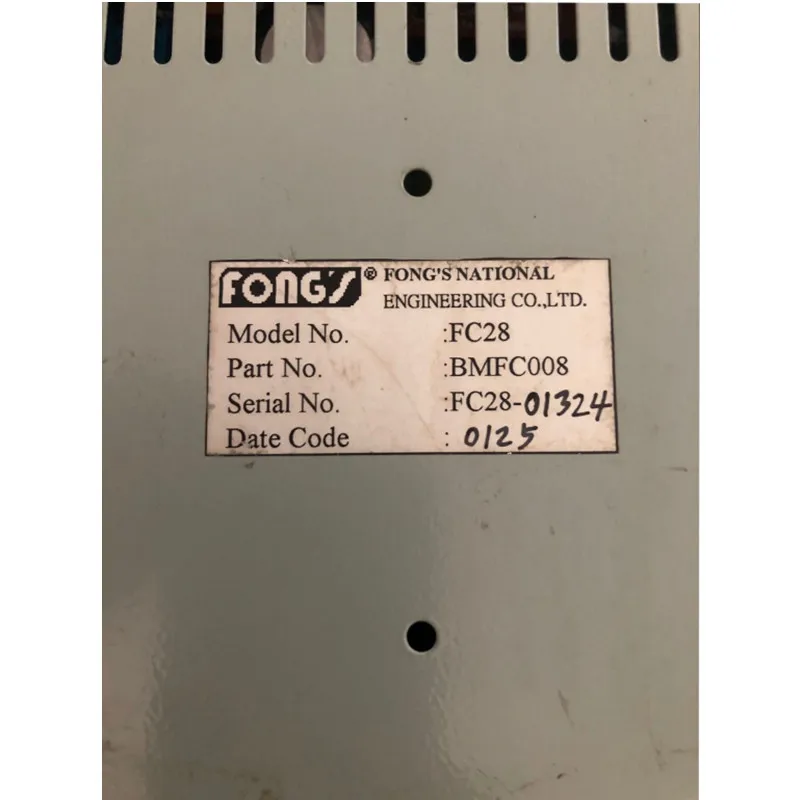 FONG'S® FONG'S NATIONAL
ENGINEERING CO.,LTD.
Model No. :FC28
Part No. :BMFC008
Serial No. :FC28-01324
Date Code : 0125